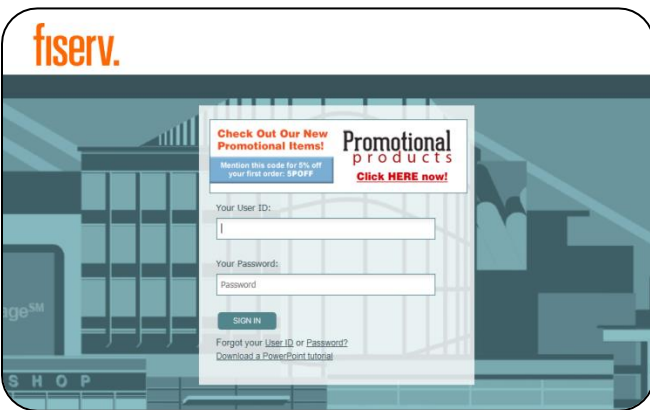 fiserv.
Check Out Our New
Promotional Items!
Mention this code for 5% off
your first order: 5POFF
Promotional
products
Click HERE now!
Your User ID:
Your Password:
Password
age℠
SIGN IN
Forgot your User ID or Password?
Download a PowerPoint tutorial
SHOP